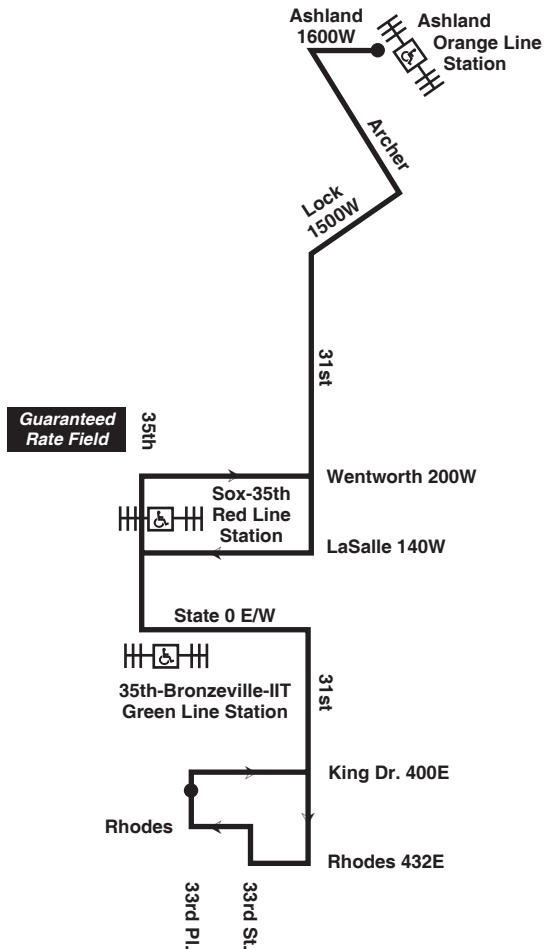 Ashland
1600W
Ashland
Orange Line
Station
Archer
Lock
1500W
31st
Guaranteed
Rate Field
35th
Wentworth 200W
Sox-35th
Red Line
Station
LaSalle 140W
State 0 E/W
35th-Bronzeville-IIT
Green Line Station
31st
King Dr. 400E
Rhodes
Rhodes 432E
33rd Pl.
33rd St.